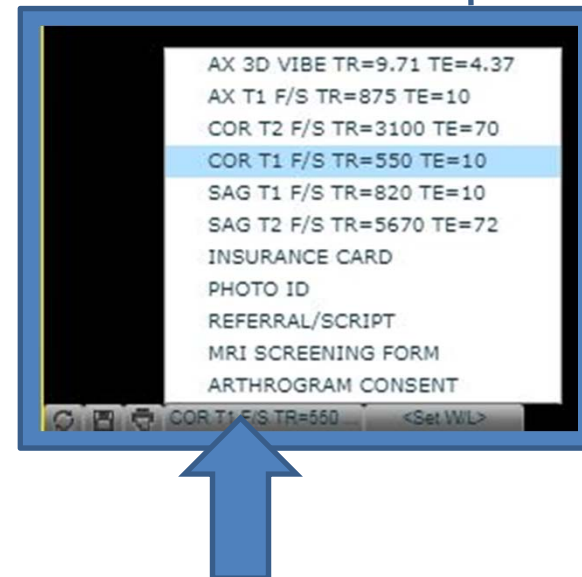 AX 3D VIBE TR=9.71 TE=4.37
AX T1 F/S TR=875 TE=10
COR T2 F/S TR=3100 TE=70
COR T1 F/S TR=550 TE=10
SAG T1 F/S TR=820 TE=10
SAG T2 F/S TR=5670 TE=72
INSURANCE CARD
PHOTO ID
REFERRAL/SCRIPT
MRI SCREENING FORM
ARTHROGRAM CONSENT
COR T1 F/S TR=550 ... <Set W/L>